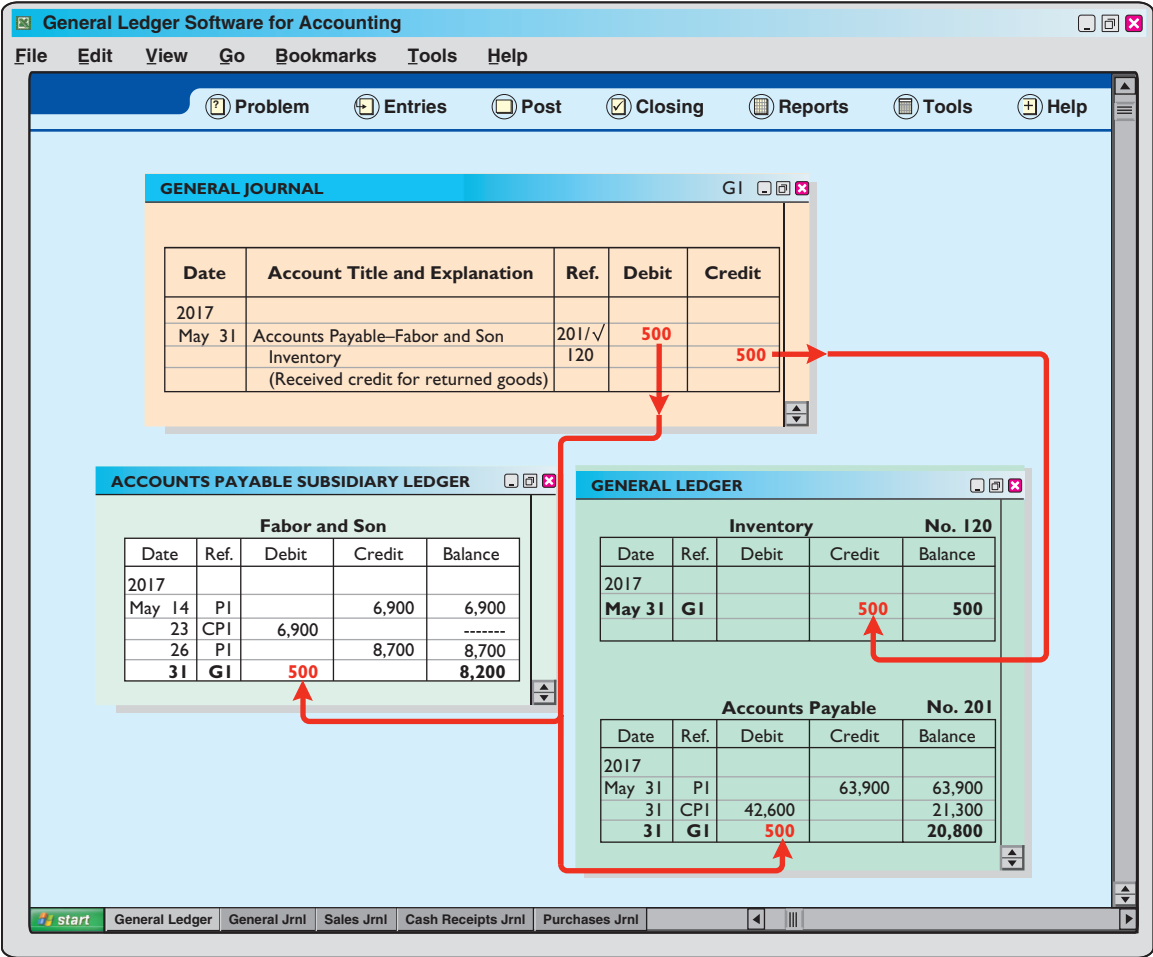 General Ledger Software for Accounting
File Edit View Go Bookmarks Tools Help
Problem Entries Post Closing Reports Tools Help
GENERAL JOURNAL G1
Date Account Title and Explanation Ref. Debit Credit
2017
May 31 Accounts Payable–Fabor and Son 201/√ 500
Inventory 120 500
(Received credit for returned goods)
ACCOUNTS PAYABLE SUBSIDIARY LEDGER
Fabor and Son
Date Ref. Debit Credit Balance
2017
May 14 P1 6,900 6,900
23 CP1 6,900 -------
26 P1 8,700 8,700
31 G1 500 8,200
GENERAL LEDGER
Inventory No. 120
Date Ref. Debit Credit Balance
2017
May 31 G1 500 500
Accounts Payable No. 201
Date Ref. Debit Credit Balance
2017
May 31 P1 63,900 63,900
31 CP1 42,600 21,300
31 G1 500 20,800
start General Ledger General Jrnl Sales Jrnl Cash Receipts Jrnl Purchases Jrnl